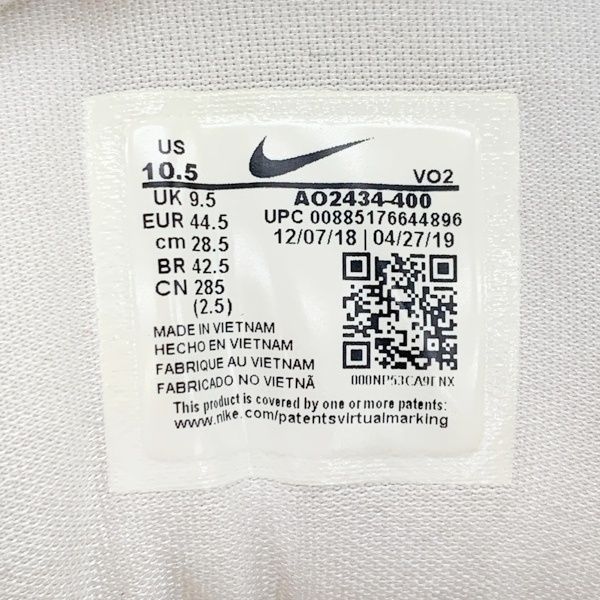 US
10.5
VO2
UK 9.5
AO2434-400
EUR 44.5
UPC 00885176644896
cm 28.5
12/07/18 | 04/27/19
BR 42.5
CN 285
(2.5)
MADE IN VIETNAM
HECHO EN VIETNAM
FABRIQUE AU VIETNAM
FABRICADO NO VIETNÃ
000NP53CA9FNX
This product is covered by one or more patents:
www.nike.com/patentsvirtualmarking